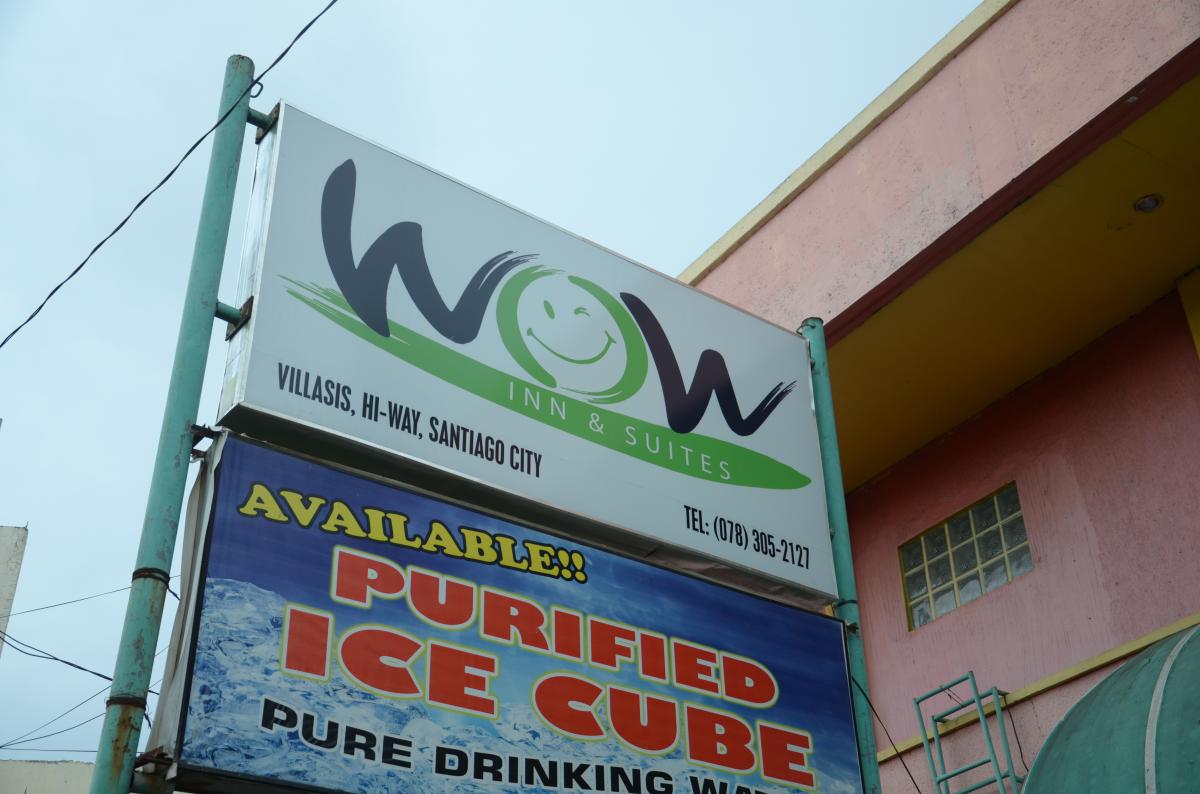 WOW
INN & SUITES
VILLASIS, HI-WAY, SANTIAGO CITY
TEL: (078) 305-2127
AVAILABLE!!
PURIFIED
ICE CUBE
PURE DRINKING